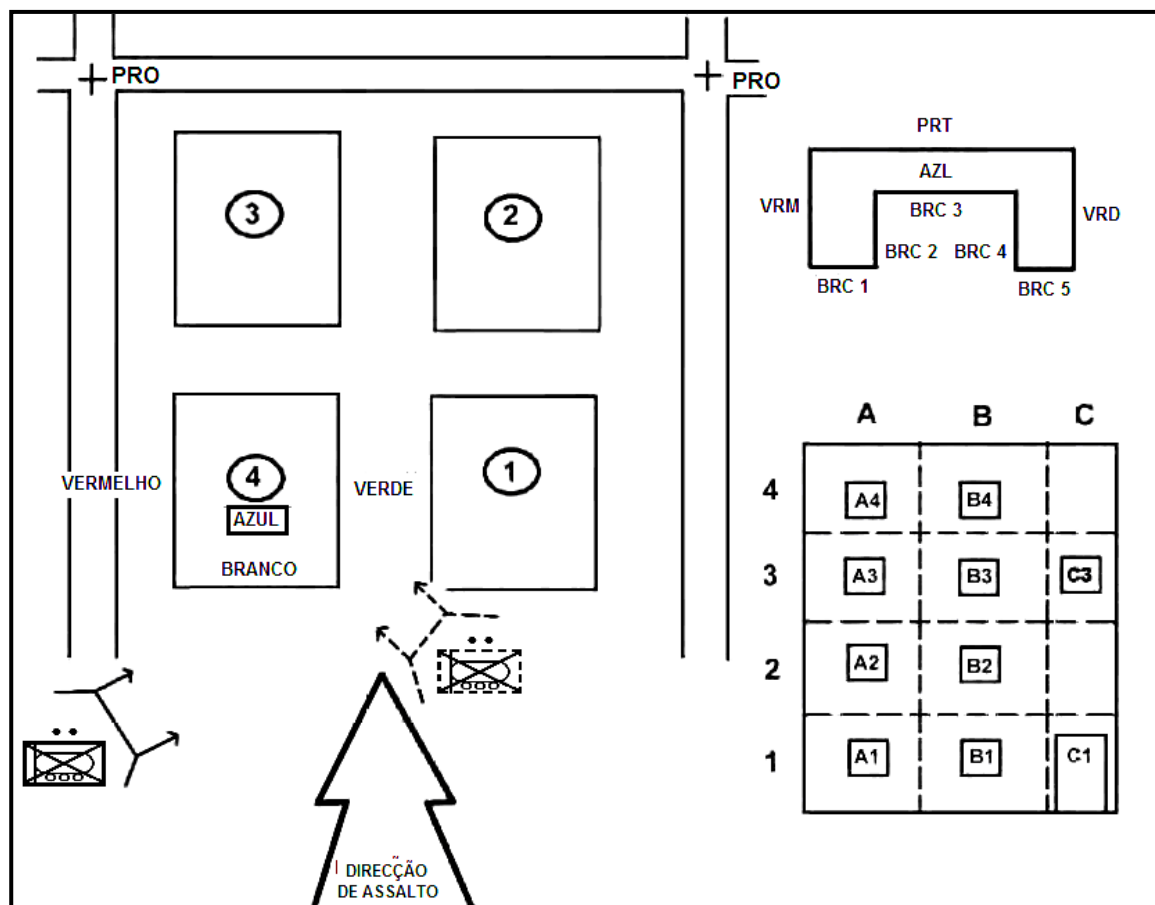 PRO
PRO
3
2
VERMELHO
4
AZUL
BRANCO
VERDE
1
DIRECÇÃO
DE ASSALTO
PRT
AZL
VRM
BRC 3
VRD
BRC 2
BRC 4
BRC 1
BRC 5
A
B
C
4
A4
B4
3
A3
B3
C3
2
A2
B2
1
A1
B1
C1